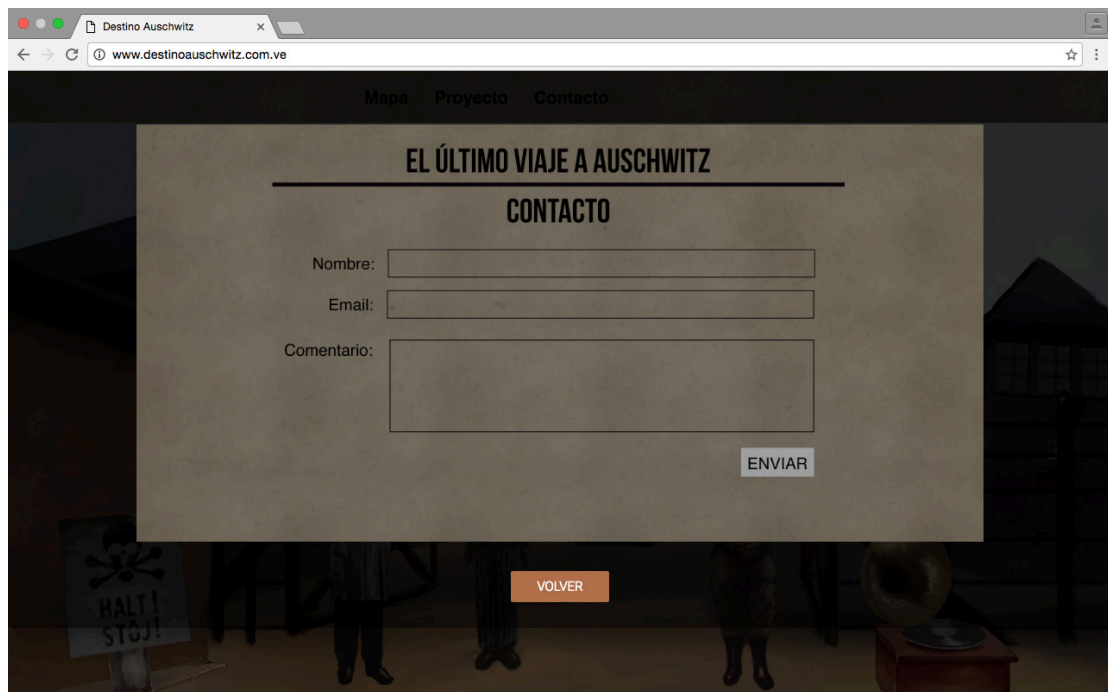 Destino Auschwitz
www.destinoauschwitz.com.ve
Mapa Proyecto Contacto
EL ÚLTIMO VIAJE A AUSCHWITZ
CONTACTO
Nombre:
Email:
Comentario:
ENVIAR
VOLVER
HALT!
STÓJ!